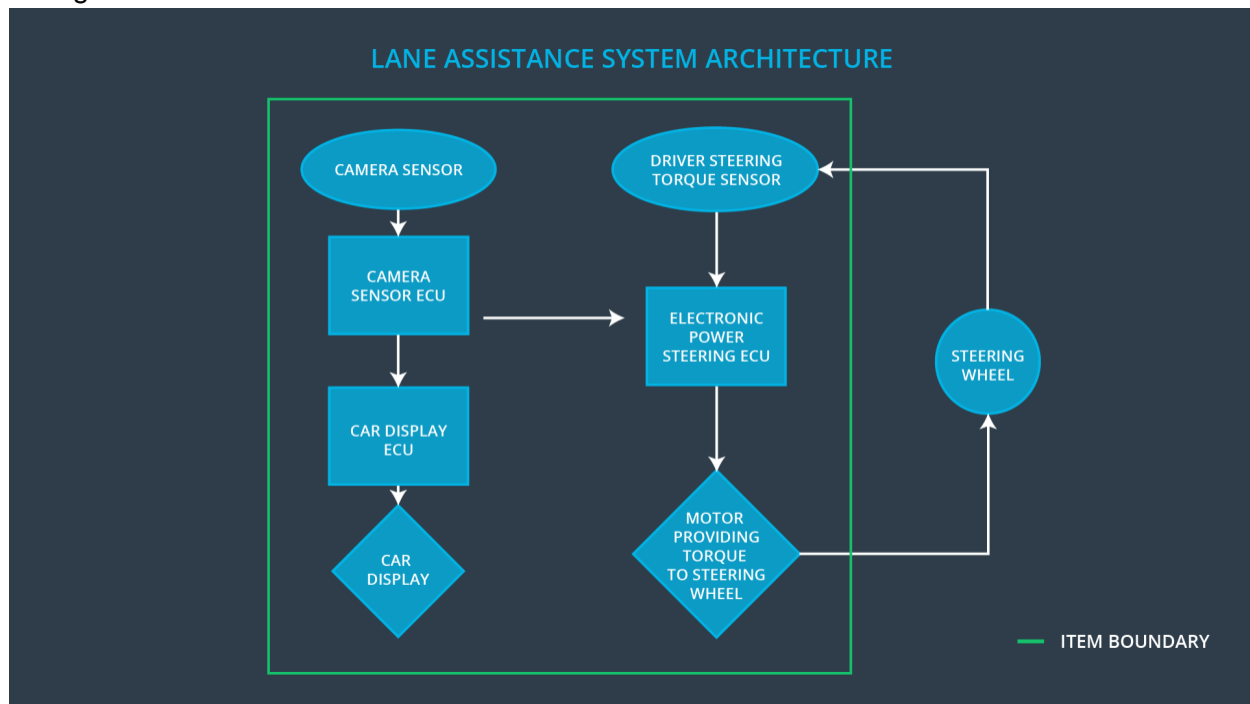 LANE ASSISTANCE SYSTEM ARCHITECTURE
CAMERA SENSOR
CAMERA
SENSOR ECU
CAR DISPLAY
ECU
CAR
DISPLAY
DRIVER STEERING
TORQUE SENSOR
ELECTRONIC
POWER
STEERING ECU
MOTOR
PROVIDING
TORQUE
TO STEERING
WHEEL
STEERING
WHEEL
ITEM BOUNDARY